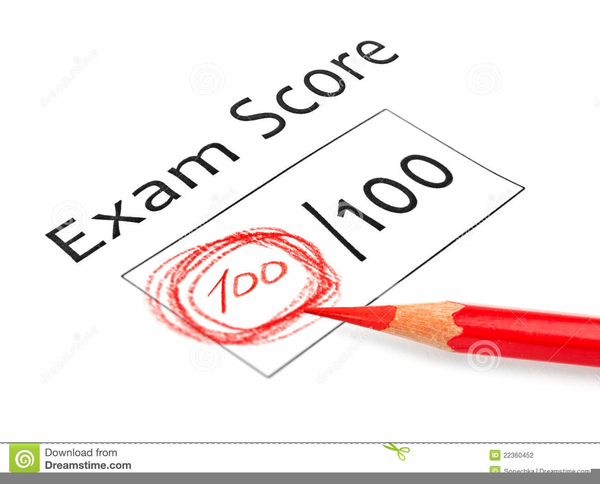 Exam Score
100 /100
Download from
Dreamstime.com
22360452
Sonechka | Dreamstime.com